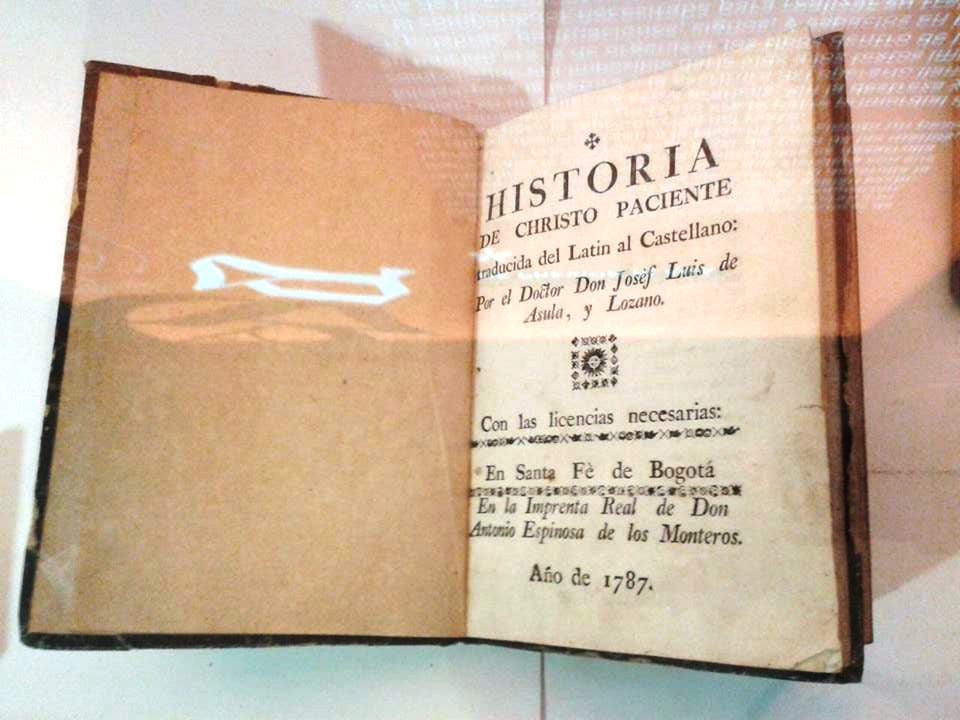 HISTORIA
DE CHRISTO PACIENTE
traducida del Latin al Castellano:
Por el Doctor Don Josèf Luis de
Asula, y Lozano.
Con las licencias necesarias:
En Santa Fè de Bogotá
En la Imprenta Real de Don
Antonio Espinosa de los Monteros.
Año de 1787.